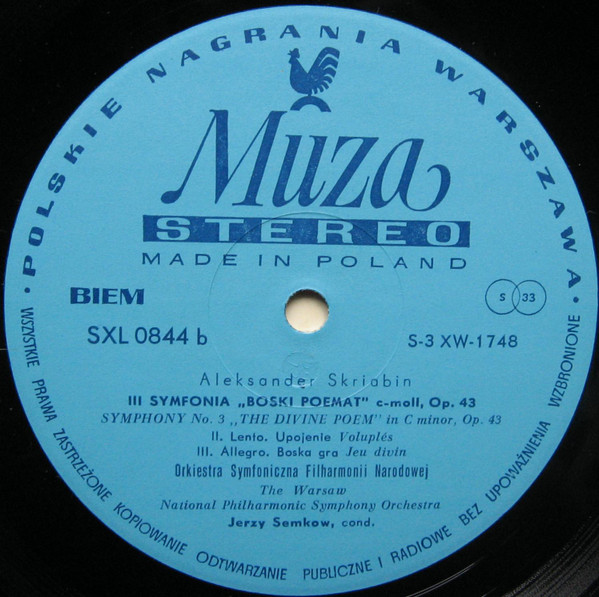 POLSKIE NAGRANIA WARSZAWA
Muza
STEREO
MADE IN POLAND
BIEM
S 33
SXL 0844 b
S-3 XW-1748
Aleksander Skriabin
III SYMFONIA „BOSKI POEMAT" c-moll, Op. 43
SYMPHONY No. 3 „THE DIVINE POEM" in C minor, Op. 43
II. Lento. Upojenie Voluplés
III. Allegro. Boska gra Jeu divin
Orkiestra Symfoniczna Filharmonii Narodowej
The Warsaw
National Philharmonic Symphony Orchestra
Jerzy Semkow, cond.
WSZYSTKIE PRAWA ZASTRZEŻONE KOPIOWANIE ODTWARZANIE PUBLICZNE I RADIOWE BEZ UPOWAŻNIENIA WZBRONIONE